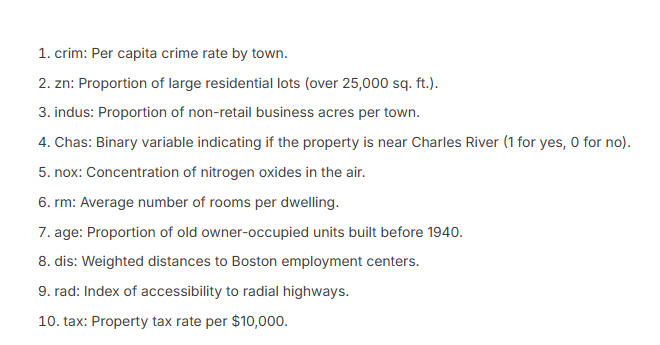 1. crim: Per capita crime rate by town.
2. zn: Proportion of large residential lots (over 25,000 sq. ft.).
3. indus: Proportion of non-retail business acres per town.
4. Chas: Binary variable indicating if the property is near Charles River (1 for yes, 0 for no).
5. nox: Concentration of nitrogen oxides in the air.
6. rm: Average number of rooms per dwelling.
7. age: Proportion of old owner-occupied units built before 1940.
8. dis: Weighted distances to Boston employment centers.
9. rad: Index of accessibility to radial highways.
10. tax: Property tax rate per $10,000.